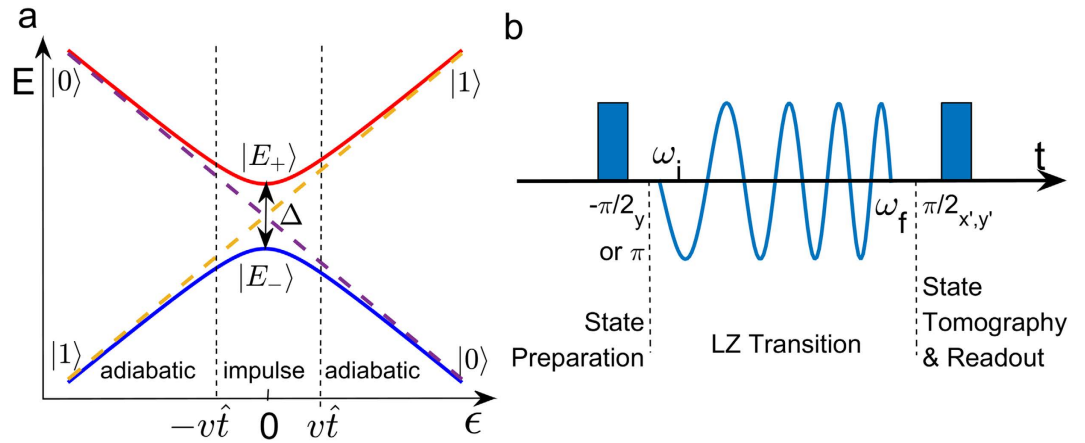 a
E
|0⟩
|1⟩
|E₊⟩
Δ
|E₋⟩
|1⟩
|0⟩
adiabatic
impulse
adiabatic
-vt̂
0
vt̂
ϵ
b
ωᵢ
t
-π/2y
or π
ωf
π/2x',y'
State
Preparation
LZ Transition
State
Tomography
& Readout